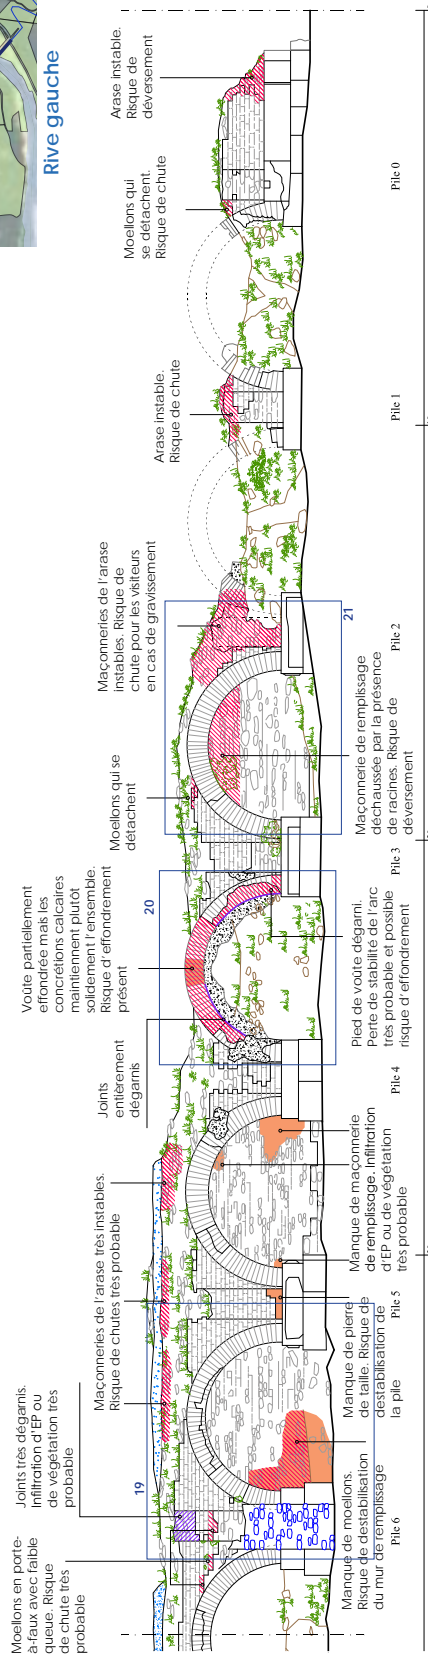 Rive gauche
Moellons en porte-
à-faux avec faible
queue. Risque
de chute très
probable
Joints très dégarnis.
Infiltration d'EP ou
de végétation très
probable
19
Maçonneries de l'arase très instables.
Risque de chutes très probable
Joints
entièrement
dégarnis
Voute partiellement
effondrée mais les
concrétions calcaires
maintiennent plutôt
solidement l'ensemble.
Risque d'effondrement
présent
20
Moellons qui se
détachent
Maçonneries de l'arase
instables. Risque de
chute pour les visiteurs
en cas de gravissement
Arase instable.
Risque de chute
Moellons qui
se détachent.
Risque de chute
Arase instable.
Risque de
déversement
Manque de moellons.
Risque de destabilisation
du mur de remplissage
Pile 6
Manque de pierre
de taille. Risque de
destabilisation de
la pile
Pile 5
Manque de maçonnerie
de remplissage. Infiltration
d'EP ou de végétation
très probable
Pile 4
Pied de voûte dégarni.
Perte de stabilité de l'arc
très probable et possible
risque d'effondrement
Pile 3
Maçonnerie de remplissage
déchaussée par la présence
de racines. Risque de
déversement
21
Pile 2
Pile 1
Pile 0